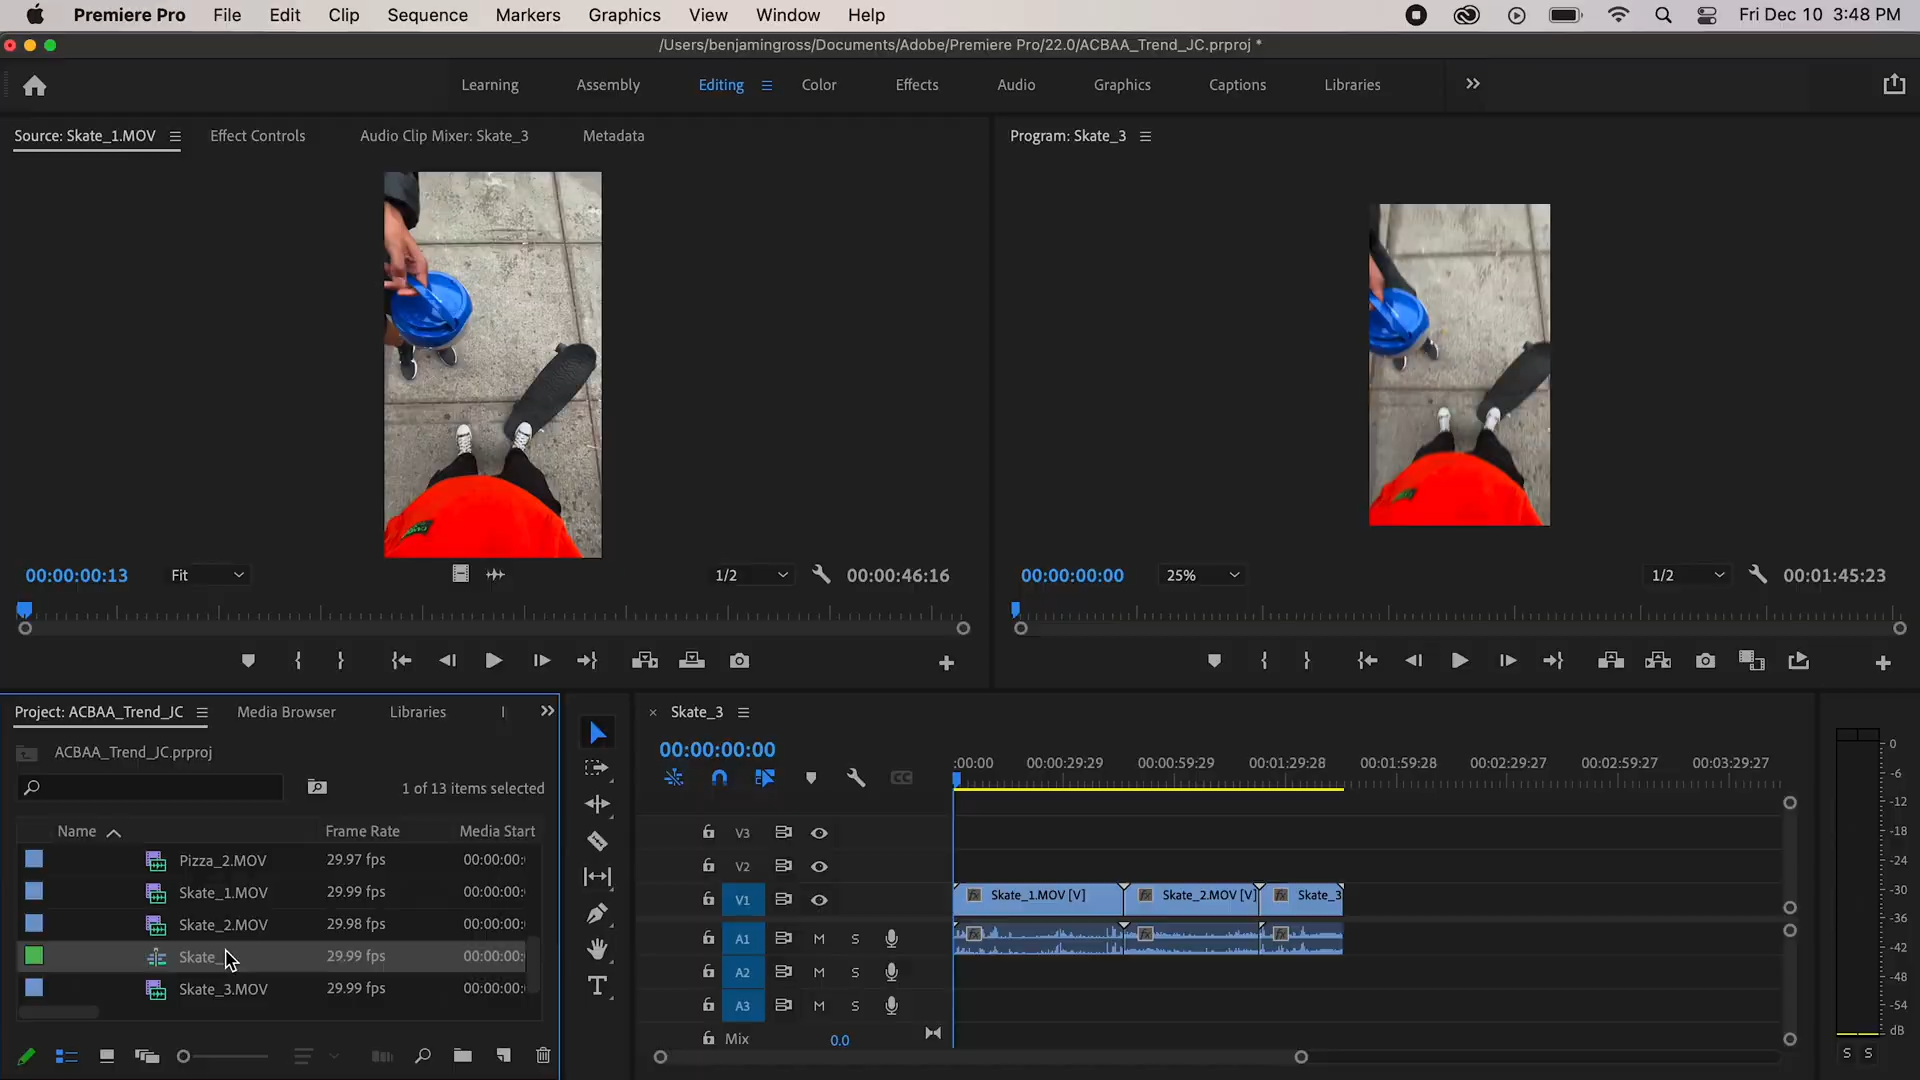 Premiere Pro File Edit Clip Sequence Markers Graphics View Window Help Fri Dec 10 3:48 PM
/Users/benjamingross/Documents/Adobe/Premiere Pro/22.0/ACBAA_Trend_JC.prproj *
Learning Assembly Editing Color Effects Audio Graphics Captions Libraries
Source: Skate_1.MOV Effect Controls Audio Clip Mixer: Skate_3 Metadata
Program: Skate_3
00:00:00:13 Fit 1/2 00:00:46:16
00:00:00:00 25% 1/2 00:01:45:23
Project: ACBAA_Trend_JC Media Browser Libraries
ACBAA_Trend_JC.prproj
1 of 13 items selected
Name Frame Rate Media Start
Pizza_2.MOV 29.97 fps 00:00:00:
Skate_1.MOV 29.99 fps 00:00:00:
Skate_2.MOV 29.98 fps 00:00:00:
Skate_ 29.99 fps 00:00:00:
Skate_3.MOV 29.99 fps 00:00:00:
T
× Skate_3
00:00:00:00
:00:00 00:00:29:29 00:00:59:29 00:01:29:28 00:01:59:28 00:02:29:27 00:02:59:27 00:03:29:27
CC
V3
V2
V1 fx Skate_1.MOV [V] fx Skate_2.MOV [V] fx Skate_3
A1 M S fx fx fx
A2 M S
A3 M S
Mix 0.0
0
-6
-12
-18
-24
-30
-36
-42
-48
-54
dB
S S